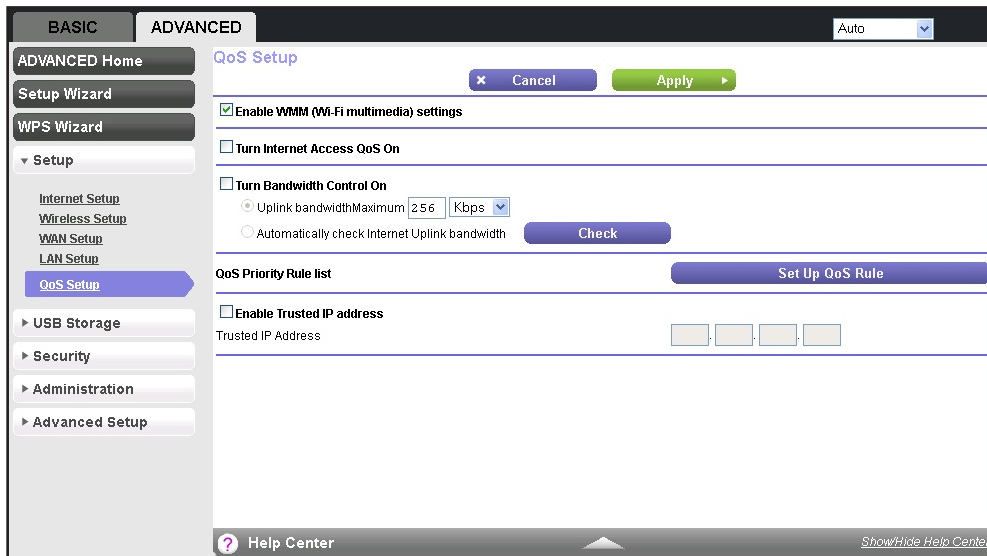 BASIC
ADVANCED
Auto
ADVANCED Home
Setup Wizard
WPS Wizard
Setup
Internet Setup
Wireless Setup
WAN Setup
LAN Setup
QoS Setup
USB Storage
Security
Administration
Advanced Setup
QoS Setup
Cancel
Apply
Enable WMM (Wi-Fi multimedia) settings
Turn Internet Access QoS On
Turn Bandwidth Control On
Uplink bandwidthMaximum 256 Kbps
Automatically check Internet Uplink bandwidth Check
QoS Priority Rule list Set Up QoS Rule
Enable Trusted IP address
Trusted IP Address . . .
? Help Center Show/Hide Help Center